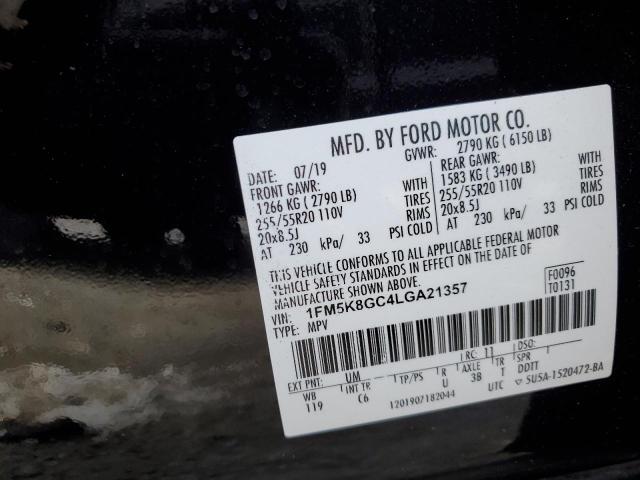 MFD. BY FORD MOTOR CO.
DATE: 07/19 GVWR: 2790 KG ( 6150 LB)
FRONT GAWR: REAR GAWR:
1266 KG ( 2790 LB) WITH 1583 KG ( 3490 LB) WITH
255/55R20 110V TIRES 255/55R20 110V TIRES
20x8.5J RIMS 20x8.5J RIMS
AT 230 kPa/ 33 PSI COLD AT 230 kPa/ 33 PSI COLD
THIS VEHICLE CONFORMS TO ALL APPLICABLE FEDERAL MOTOR
VEHICLE SAFETY STANDARDS IN EFFECT ON THE DATE OF
MANUFACTURE SHOWN ABOVE.
VIN: 1FM5K8GC4LGA21357 F0096
TYPE: MPV T0131
RC: 11
EXT PNT: UM DSO:
WB INT TR TP/PS R AXLE TR SPR
119 C6 U 3B T DDTT
1201907182044 UTC 5U5A-1520472-BA